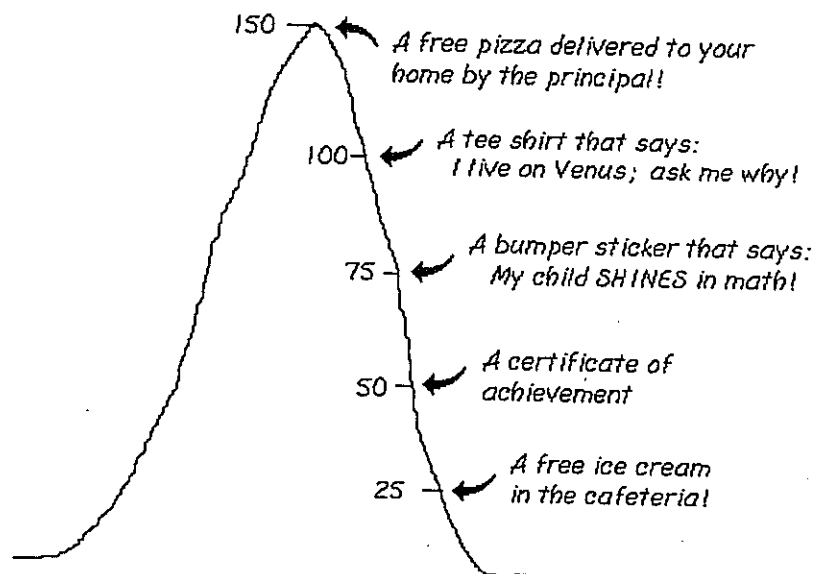 150
A free pizza delivered to your
home by the principal!
100
A tee shirt that says:
I live on Venus; ask me why!
75
A bumper sticker that says:
My child SHINES in math!
50
A certificate of
achievement
25
A free ice cream
in the cafeteria!